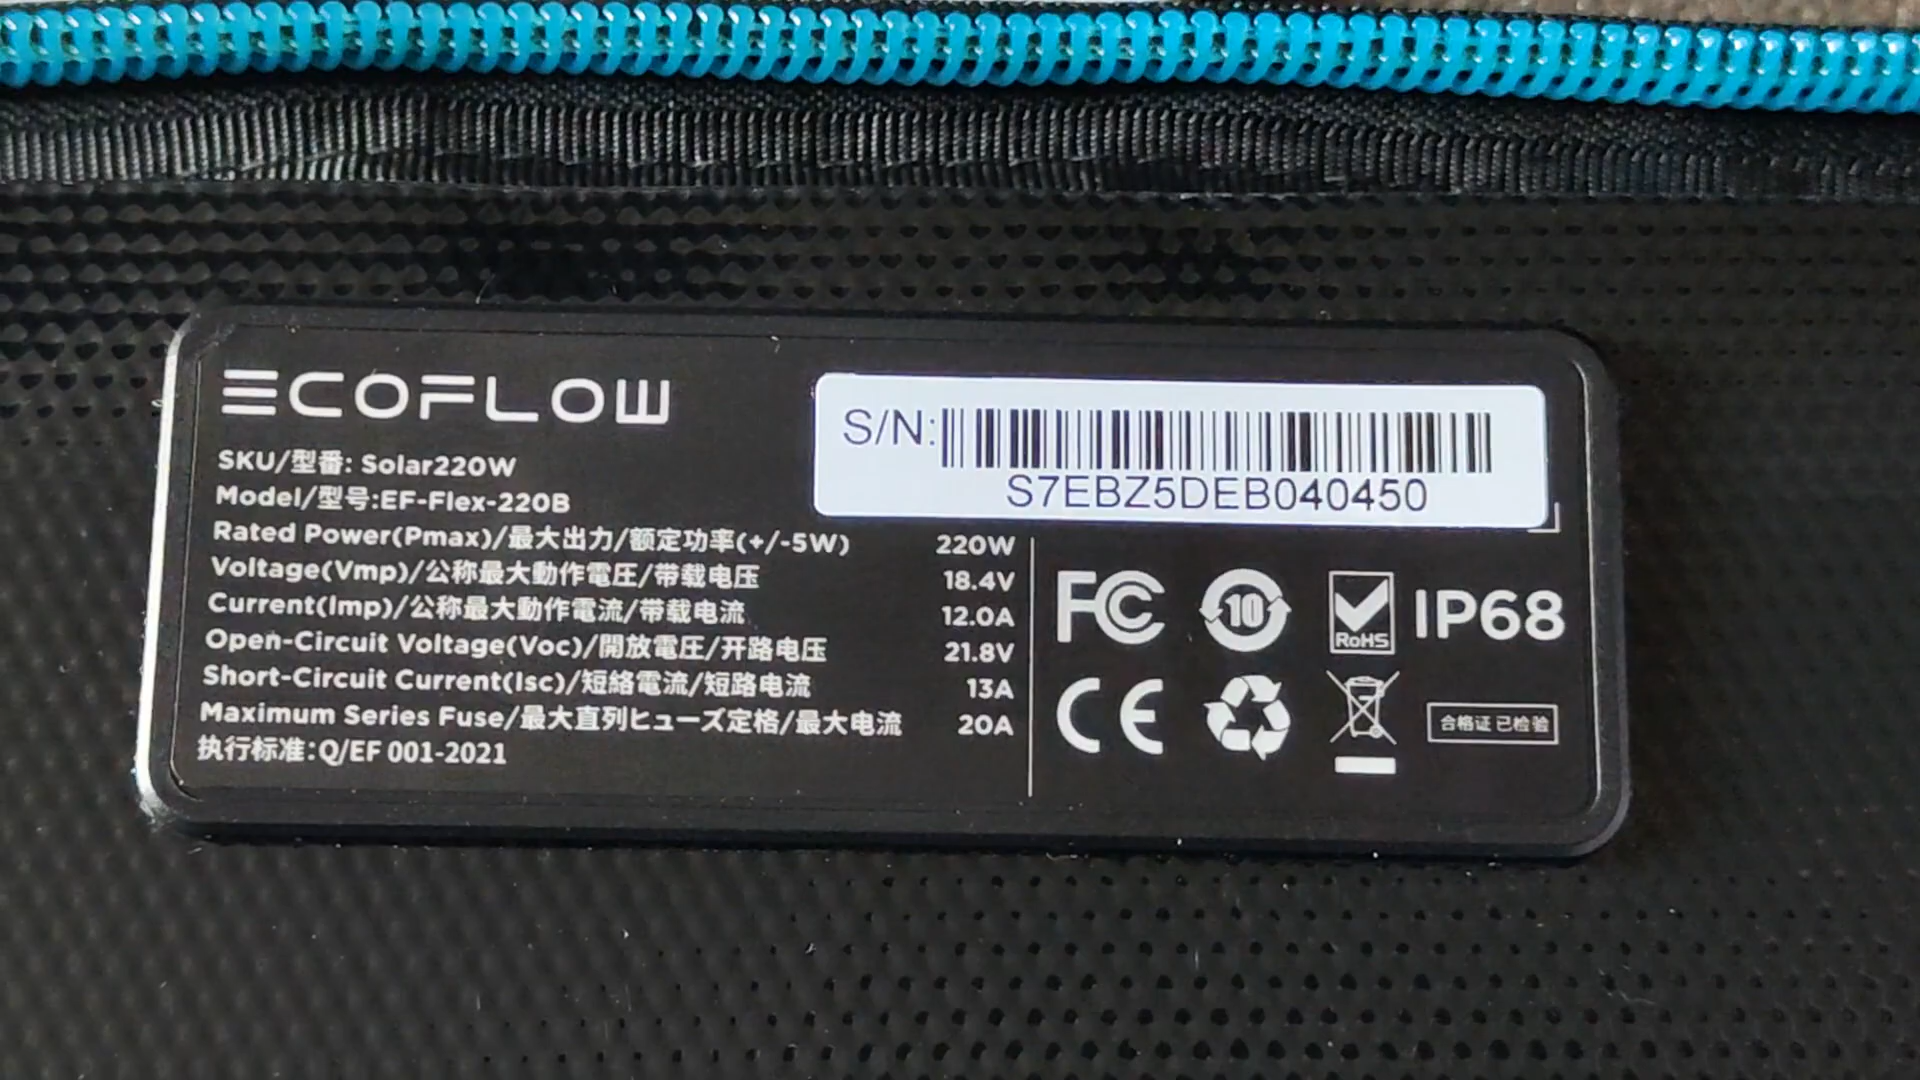 ECOFLOW
S/N:
S7EBZ5DEB040450
SKU/型番: Solar220W
Model/型号:EF-Flex-220B
Rated Power(Pmax)/最大出力/额定功率(+/-5W) 220W
Voltage(Vmp)/公称最大動作電圧/带载电压 18.4V
Current(Imp)/公称最大動作電流/带载电流 12.0A
Open-Circuit Voltage(Voc)/開放電圧/开路电压 21.8V
Short-Circuit Current(Isc)/短絡電流/短路电流 13A
Maximum Series Fuse/最大直列ヒューズ定格/最大电流 20A
执行标准:Q/EF 001-2021
FC 10 RoHS IP68
CE 合格证 已检验